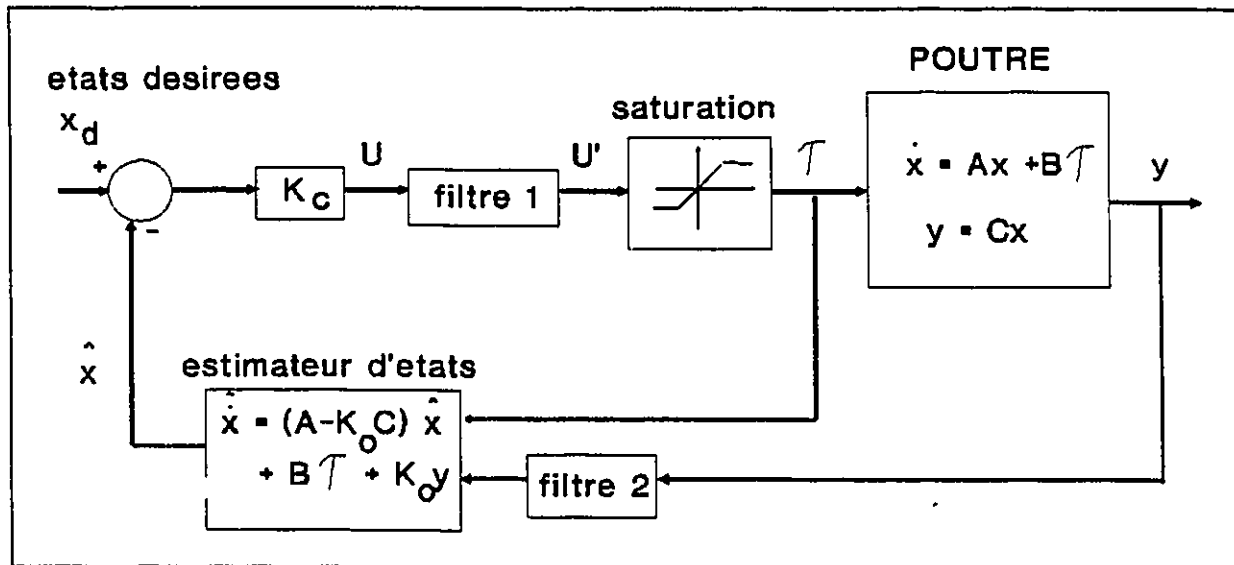 POUTRE
etats desirees
x_d
+
-
K_C
U
filtre 1
U'
saturation
τ
ẋ = Ax + Bτ
y = Cx
y
x̂
estimateur d'etats
x̂̇ = (A-K_oC) x̂
+ Bτ + K_oy
filtre 2